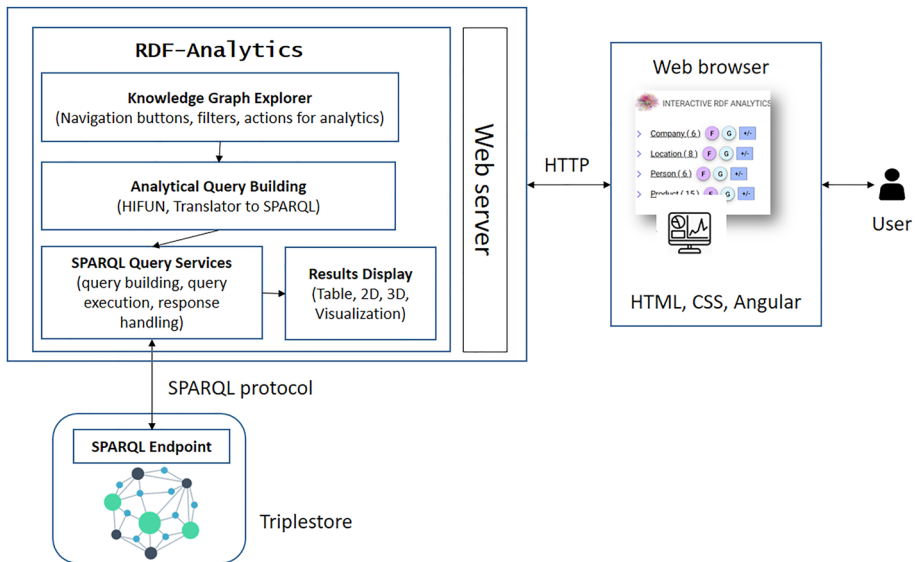 RDF-Analytics
Knowledge Graph Explorer
(Navigation buttons, filters, actions for analytics)
Analytical Query Building
(HIFUN, Translator to SPARQL)
SPARQL Query Services
(query building, query
execution, response
handling)
Results Display
(Table, 2D, 3D,
Visualization)
Web server
HTTP
Web browser
INTERACTIVE RDF ANALYTICS
Company ( 6 ) F G +/-
Location ( 8 ) F G +/-
Person ( 6 ) F G +/-
Product ( 15 ) F G +/-
HTML, CSS, Angular
User
SPARQL protocol
SPARQL Endpoint
Triplestore